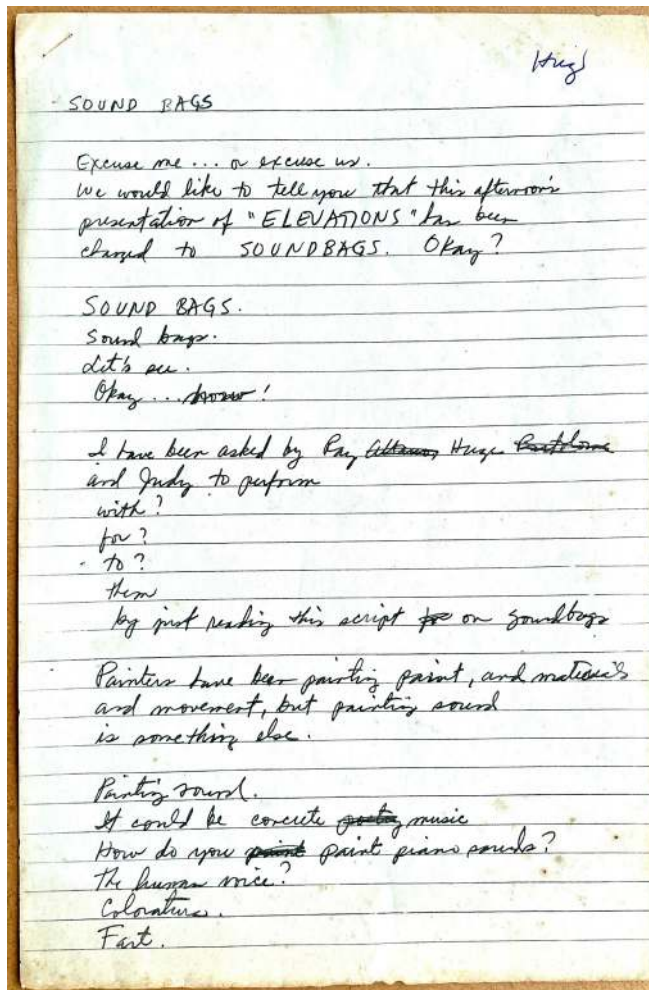 Hugo
SOUND BAGS
Excuse me ... or excuse us.
We would like to tell you that this afternoon's
presentation of "ELEVATIONS" has been
changed to SOUNDBAGS. Okay?
SOUND BAGS.
Sound bags.
Let's see.
Okay ... !
I have been asked by Ray Hugo
and Judy to perform
with?
for?
to?
them
by just reading this script on soundbags
Painters have been painting paint, and materials
and movement, but painting sound
is something else.
Painting sound.
It could be concrete poetry music
How do you paint paint piano sounds?
The human voice?
Coloratura.
Fart.